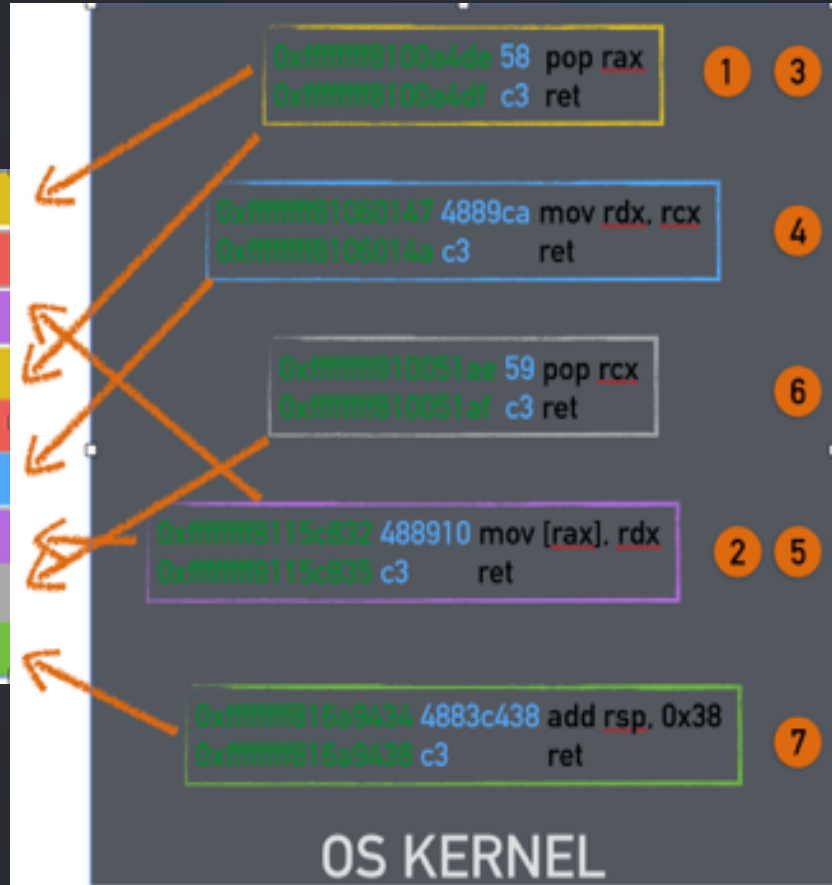 0xffffffff8100a4de 58 pop rax
0xffffffff8100a4df c3 ret
1 3
0xffffffff81060147 4889ca mov rdx, rcx
0xffffffff8106014a c3 ret
4
0xffffffff810051ae 59 pop rcx
0xffffffff810051af c3 ret
6
0xffffffff8115c832 488910 mov [rax], rdx
0xffffffff8115c835 c3 ret
2 5
0xffffffff816a9434 4883c438 add rsp, 0x38
0xffffffff816a9438 c3 ret
7
OS KERNEL